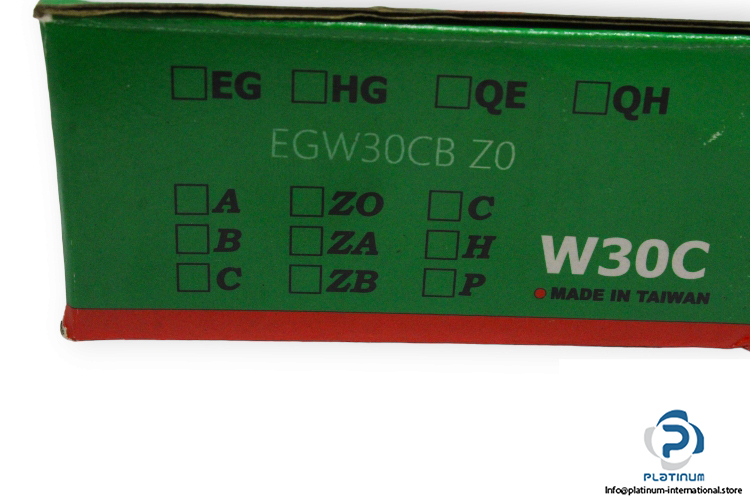 ☐EG ☐HG ☐QE ☐QH
EGW30CB Z0
☐A ☐ZO ☐C
☐B ☐ZA ☐H
☐C ☐ZB ☐P
W30C
MADE IN TAIWAN
PLATINUM
Info@platinum-international.store